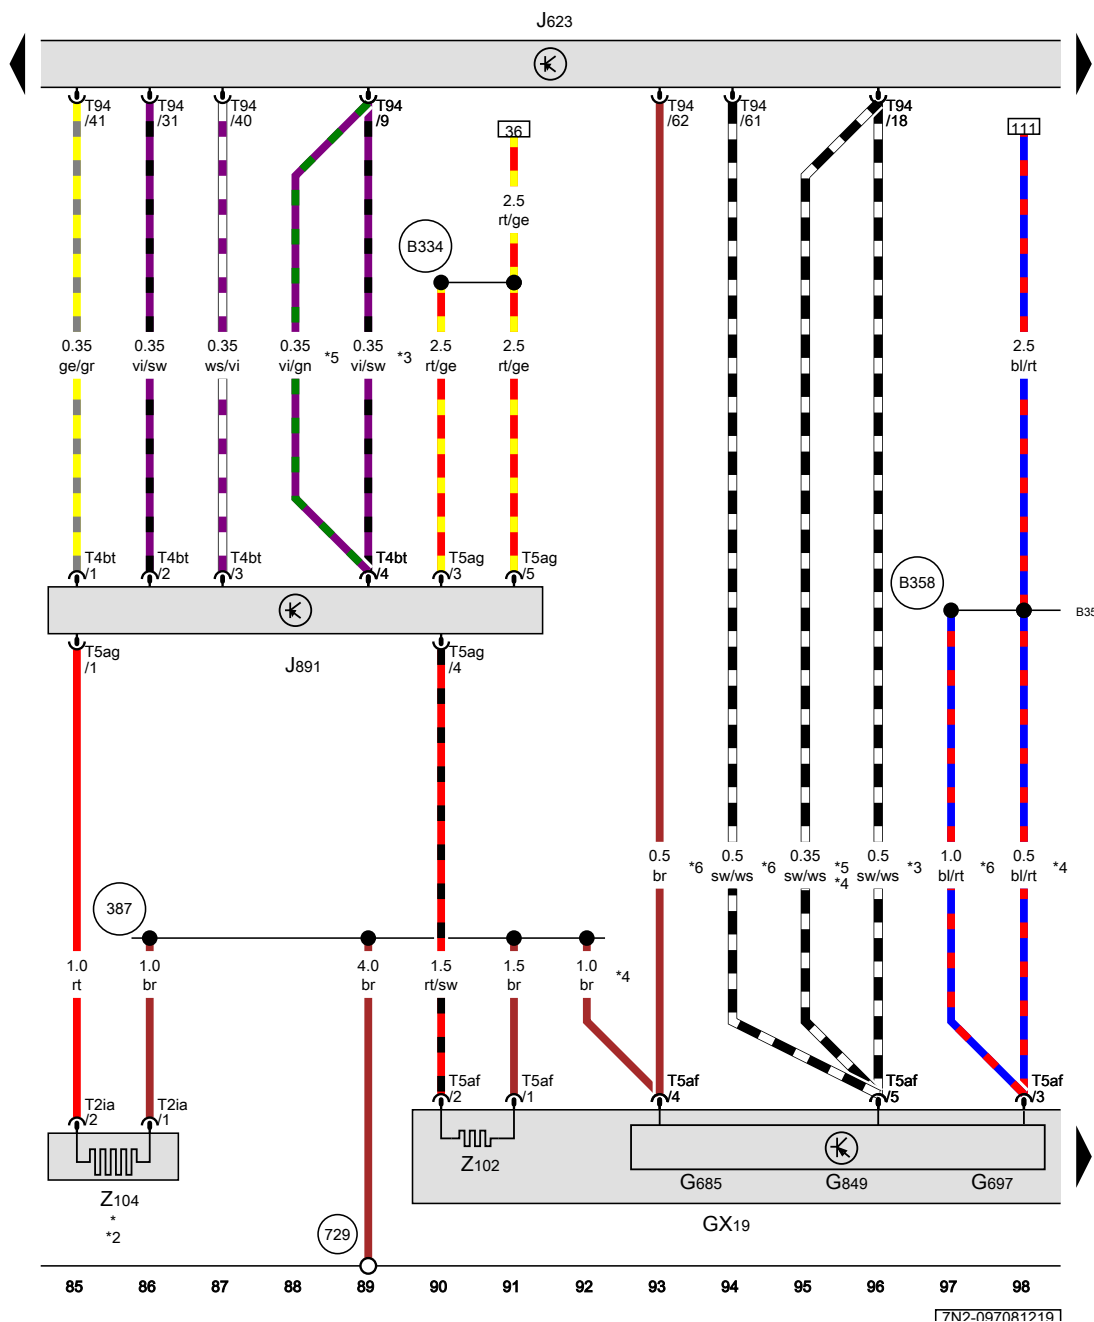 J623
T94 /41
T94 /31
T94 /40
T94 /9
T94 /62
T94 /61
T94 /18
36
111
2.5 rt/ge
B334
0.35 ge/gr
0.35 vi/sw
0.35 ws/vi
0.35 vi/gn
*5
0.35 vi/sw
*3
2.5 rt/ge
2.5 rt/ge
2.5 bl/rt
T4bt /1
T4bt /2
T4bt /3
T4bt /4
T5ag /3
T5ag /5
B358
B35
T5ag /1
J891
T5ag /4
0.5 br
*6
0.5 sw/ws
*6
0.35 sw/ws
*5
*4
0.5 sw/ws
*3
1.0 bl/rt
*6
0.5 bl/rt
*4
387
1.0 rt
1.0 br
4.0 br
1.5 rt/sw
1.5 br
1.0 br
*4
T2ia /2
T2ia /1
T5af /2
T5af /1
T5af /4
T5af /5
T5af /3
Z102
G685
G849
G697
Z104
*
*2
GX19
729
85 86 87 88 89 90 91 92 93 94 95 96 97 98
7N2-097081219